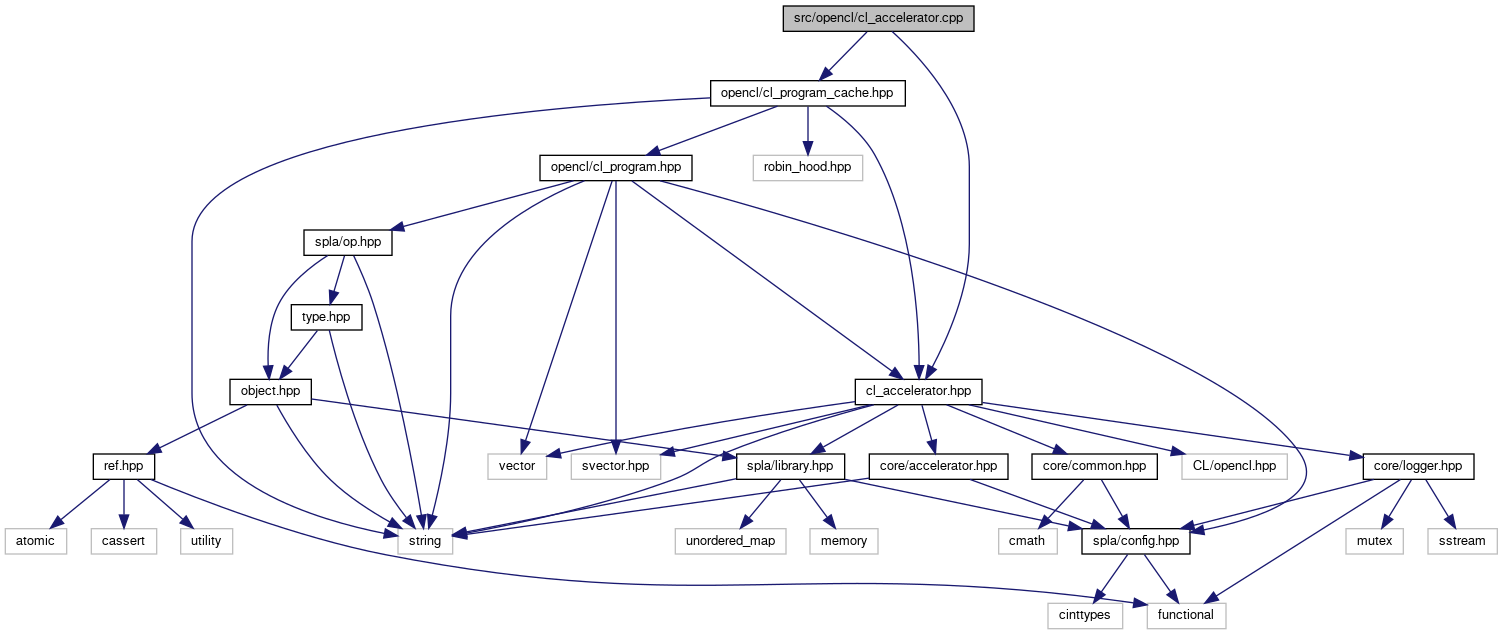 src/opencl/cl_accelerator.cpp
opencl/cl_program_cache.hpp
opencl/cl_program.hpp
robin_hood.hpp
spla/op.hpp
type.hpp
object.hpp
cl_accelerator.hpp
ref.hpp
vector
svector.hpp
spla/library.hpp
core/accelerator.hpp
core/common.hpp
CL/opencl.hpp
core/logger.hpp
atomic
cassert
utility
string
unordered_map
memory
cmath
spla/config.hpp
mutex
sstream
cinttypes
functional